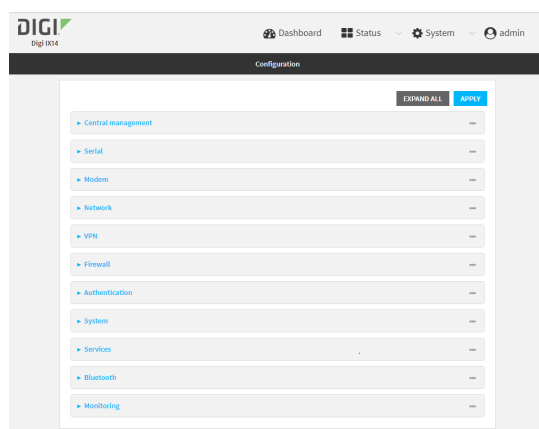 DIGI
Digi IX14
Dashboard Status System admin
Configuration
EXPAND ALL APPLY
Central management
Serial
Modem
Network
VPN
Firewall
Authentication
System
Services
Bluetooth
Monitoring